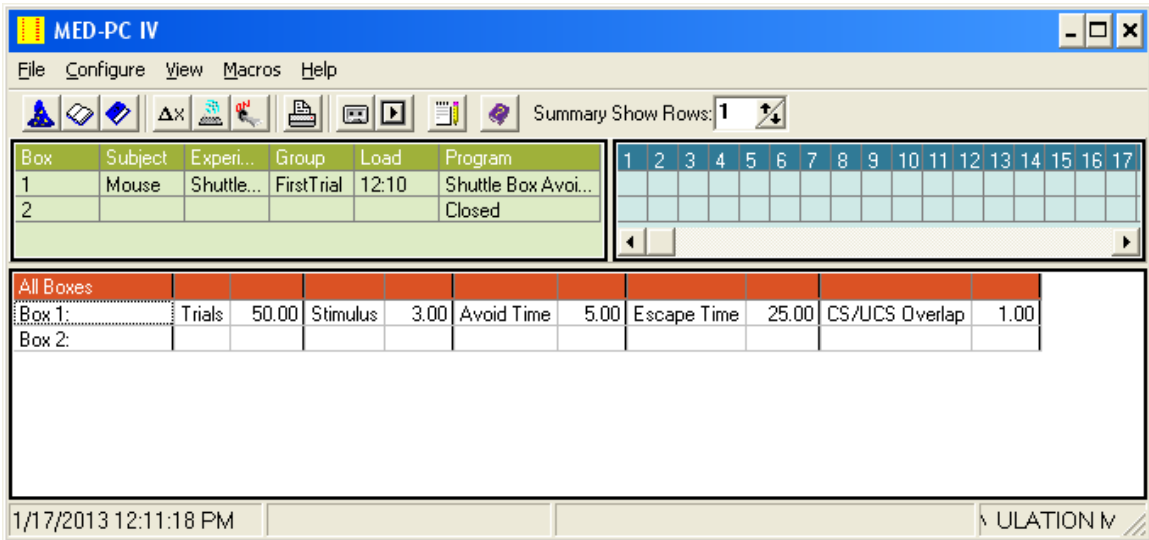 MED-PC IV
File Configure View Macros Help
Summary Show Rows: 1
Box Subject Experi... Group Load Program
1 Mouse Shuttle... FirstTrial 12:10 Shuttle Box Avoi...
2 Closed
1 2 3 4 5 6 7 8 9 10 11 12 13 14 15 16 17
All Boxes
Box 1: Trials 50.00 Stimulus 3.00 Avoid Time 5.00 Escape Time 25.00 CS/UCS Overlap 1.00
Box 2:
1/17/2013 12:11:18 PM ULATION M